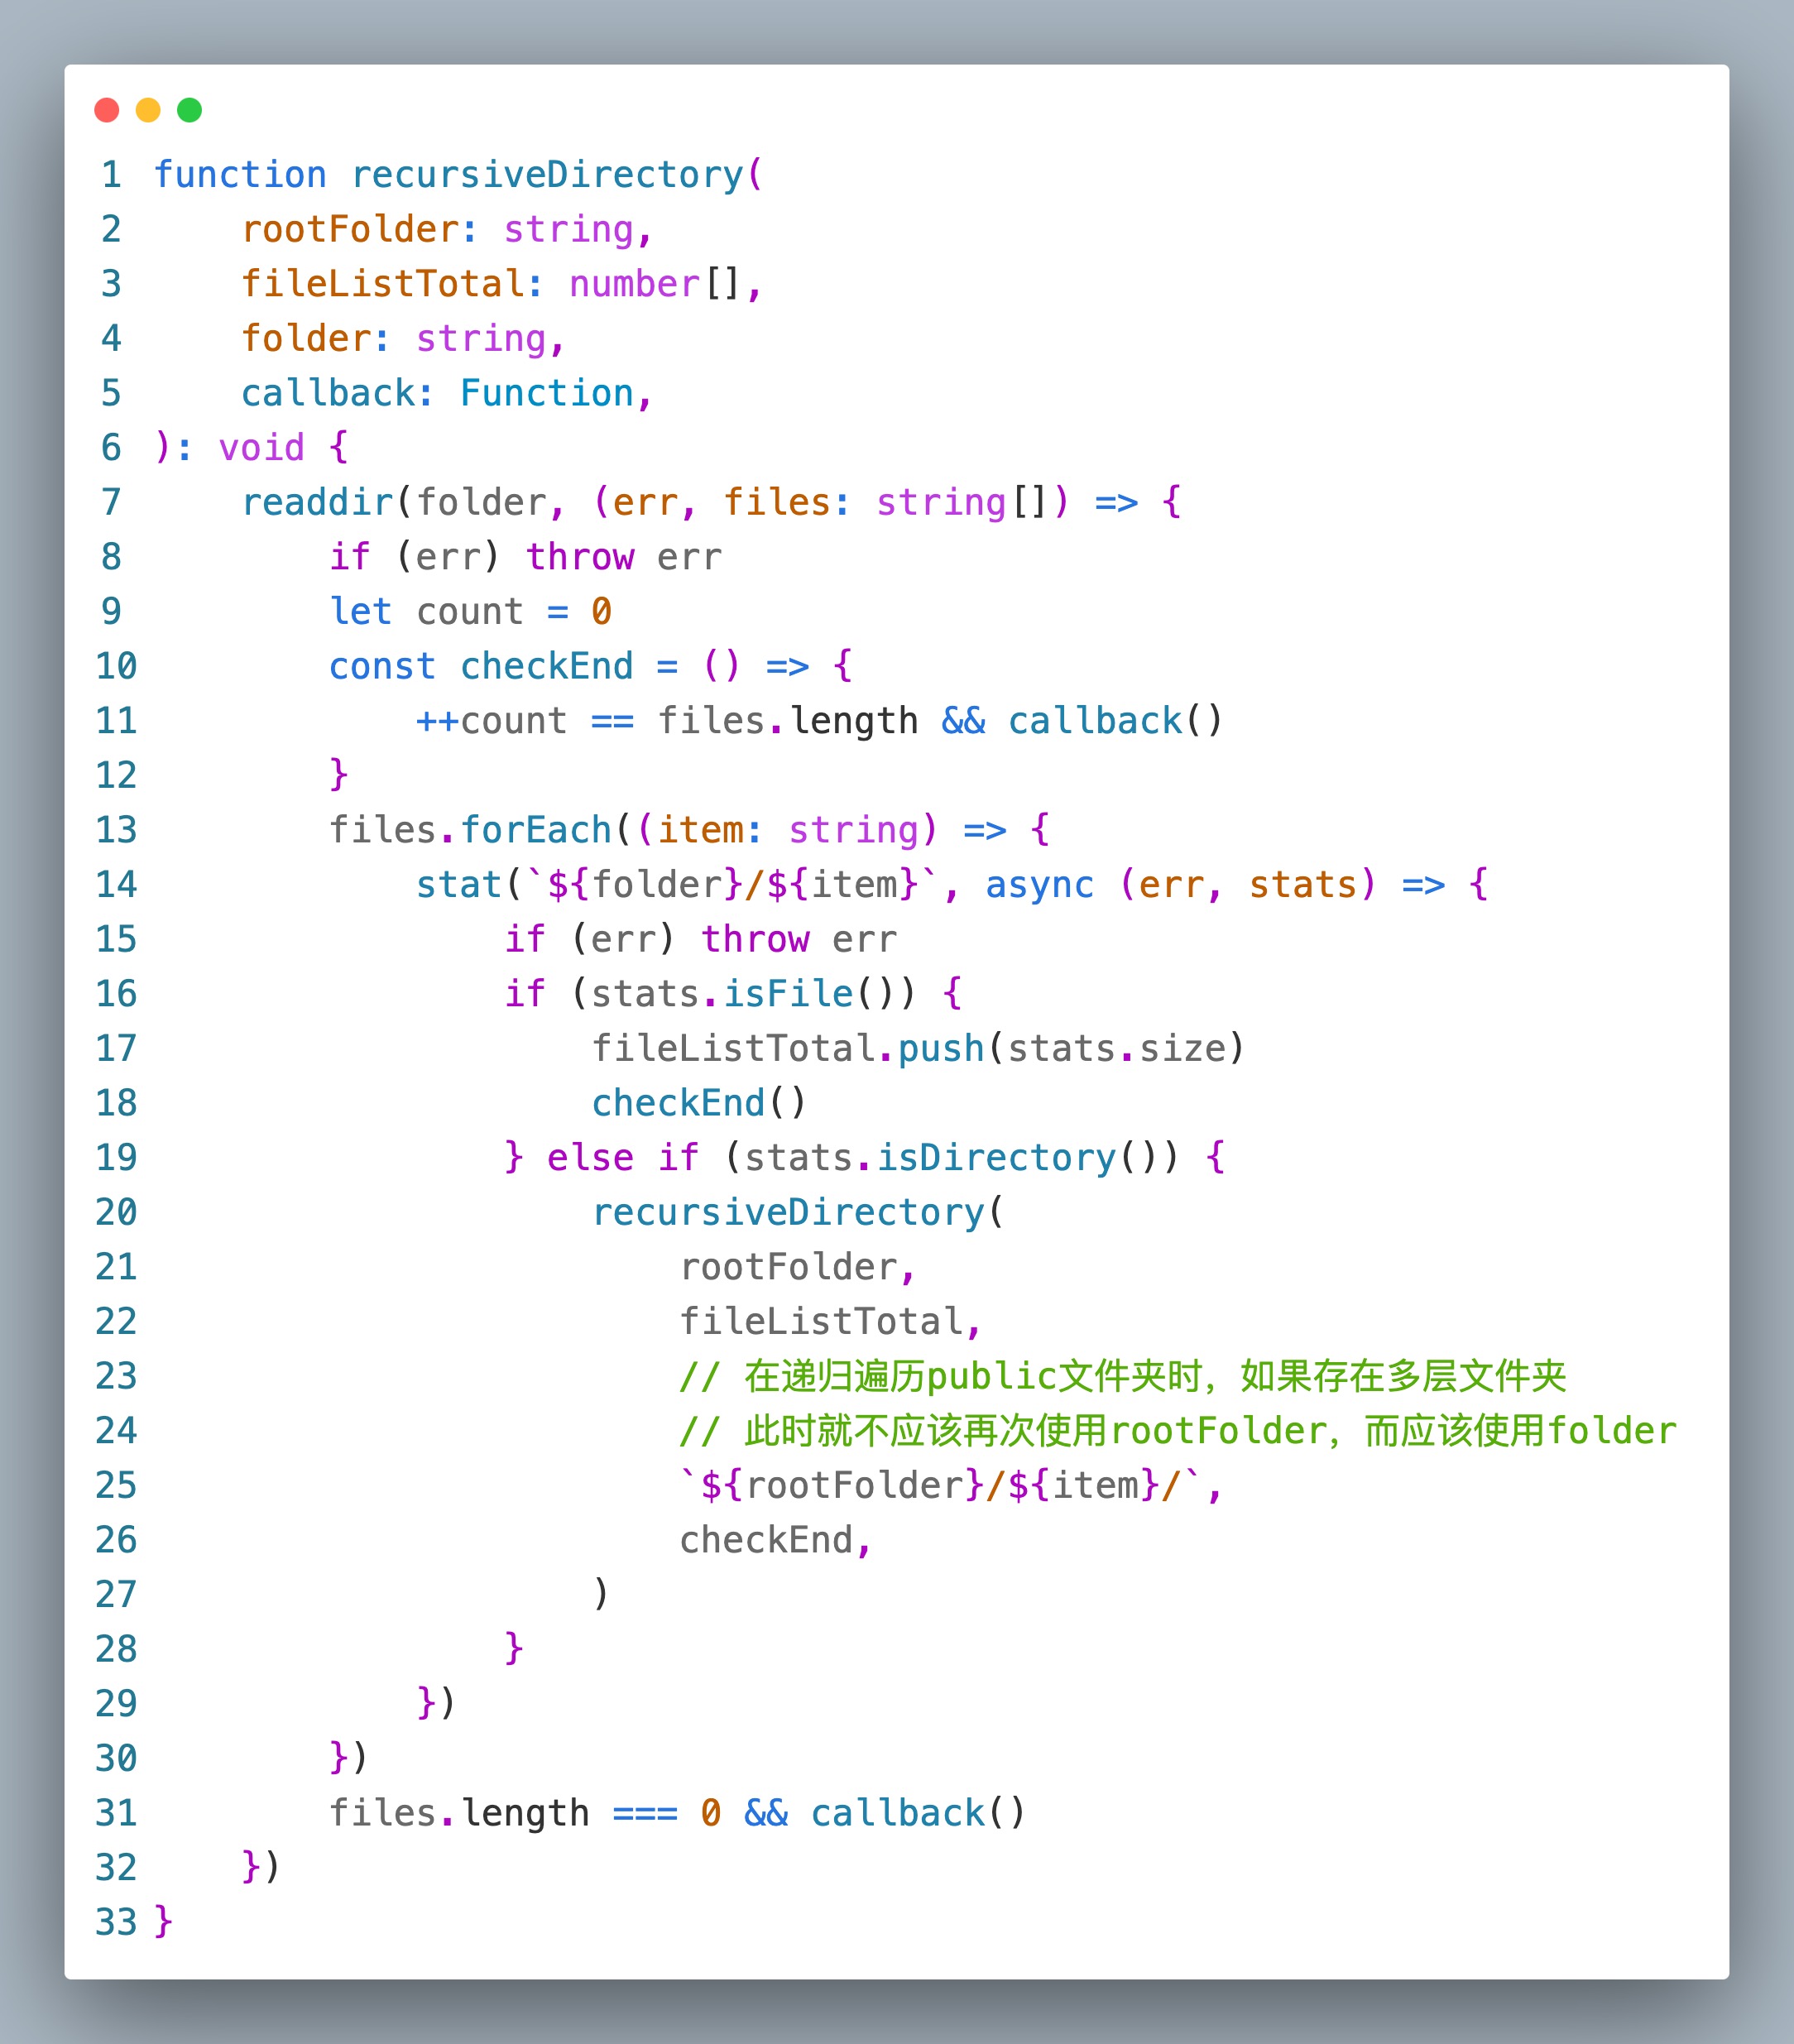 1 function recursiveDirectory(
2     rootFolder: string,
3     fileListTotal: number[],
4     folder: string,
5     callback: Function,
6 ): void {
7     readdir(folder, (err, files: string[]) => {
8         if (err) throw err
9         let count = 0
10         const checkEnd = () => {
11             ++count == files.length && callback()
12         }
13         files.forEach((item: string) => {
14             stat(`${folder}/${item}`, async (err, stats) => {
15                 if (err) throw err
16                 if (stats.isFile()) {
17                     fileListTotal.push(stats.size)
18                     checkEnd()
19                 } else if (stats.isDirectory()) {
20                     recursiveDirectory(
21                         rootFolder,
22                         fileListTotal,
23                         // 在递归遍历public文件夹时，如果存在多层文件夹
24                         // 此时就不应该再次使用rootFolder，而应该使用folder
25                         `${rootFolder}/${item}/`,
26                         checkEnd,
27                     )
28                 }
29             })
30         })
31         files.length === 0 && callback()
32     })
33 }